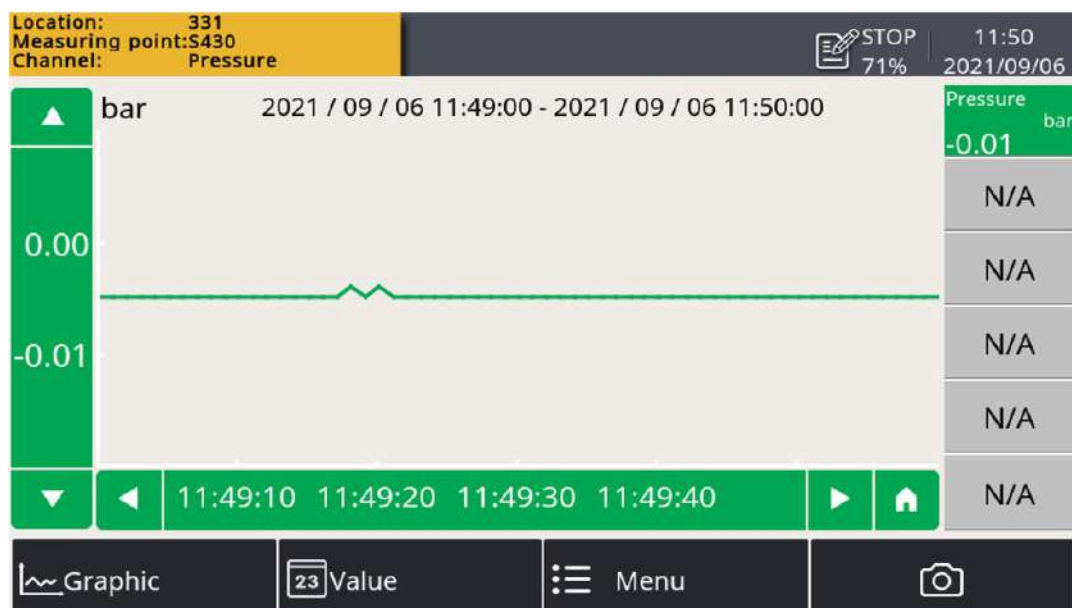 Location: 331
Measuring point:S430
Channel: Pressure
STOP
71%
11:50
2021/09/06
bar
2021 / 09 / 06 11:49:00 - 2021 / 09 / 06 11:50:00
Pressure
bar
-0.01
N/A
N/A
N/A
N/A
N/A
0.00
-0.01
11:49:10 11:49:20 11:49:30 11:49:40
Graphic
23 Value
Menu